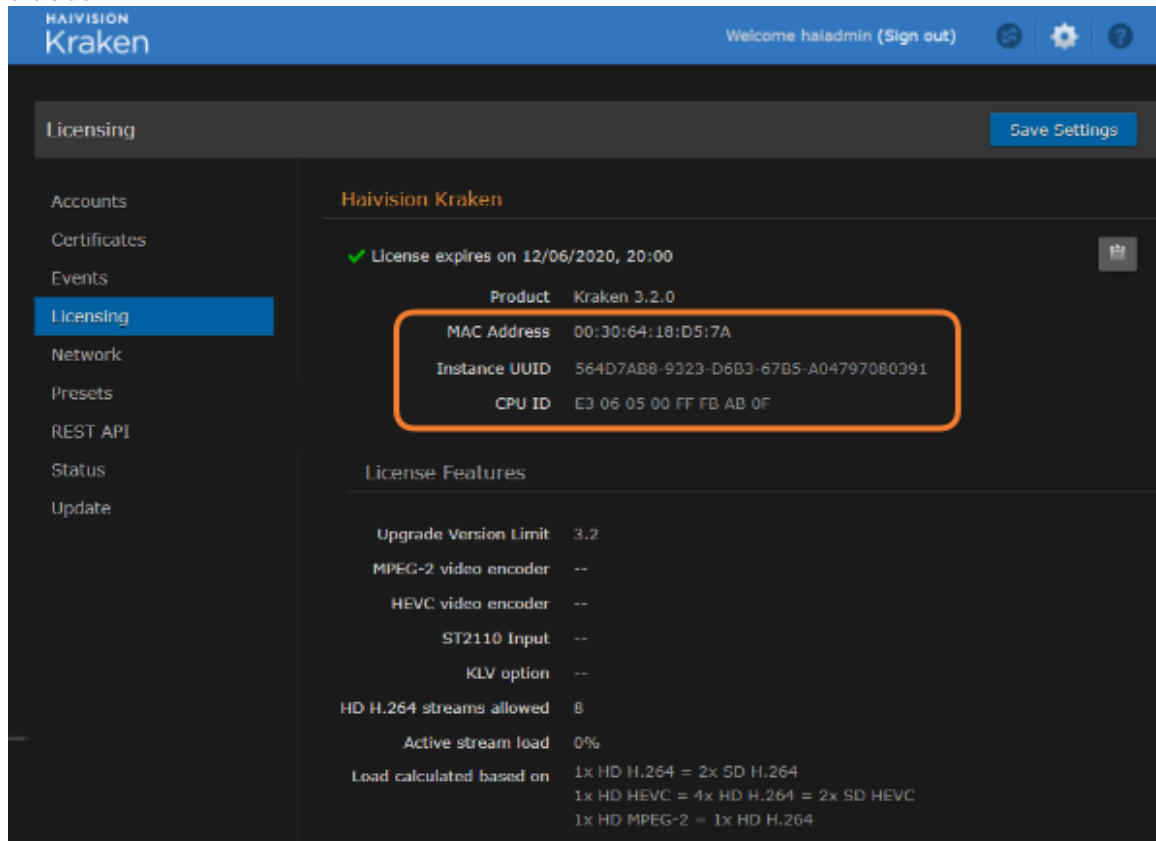 HAIVISION
Kraken
Welcome haiadmin (Sign out)
Licensing
Save Settings
Accounts
Certificates
Events
Licensing
Network
Presets
REST API
Status
Update
Haivision Kraken
License expires on 12/06/2020, 20:00
Product Kraken 3.2.0
MAC Address 00:30:64:18:D5:7A
Instance UUID 564D7AB8-9323-D6B3-67B5-A04797080391
CPU ID E3 06 05 00 FF FB AB 0F
License Features
Upgrade Version Limit 3.2
MPEG-2 video encoder --
HEVC video encoder --
ST2110 Input --
KLV option --
HD H.264 streams allowed 8
Active stream load 0%
Load calculated based on 1x HD H.264 = 2x SD H.264
1x HD HEVC = 4x HD H.264 = 2x SD HEVC
1x HD MPEG-2 = 1x HD H.264